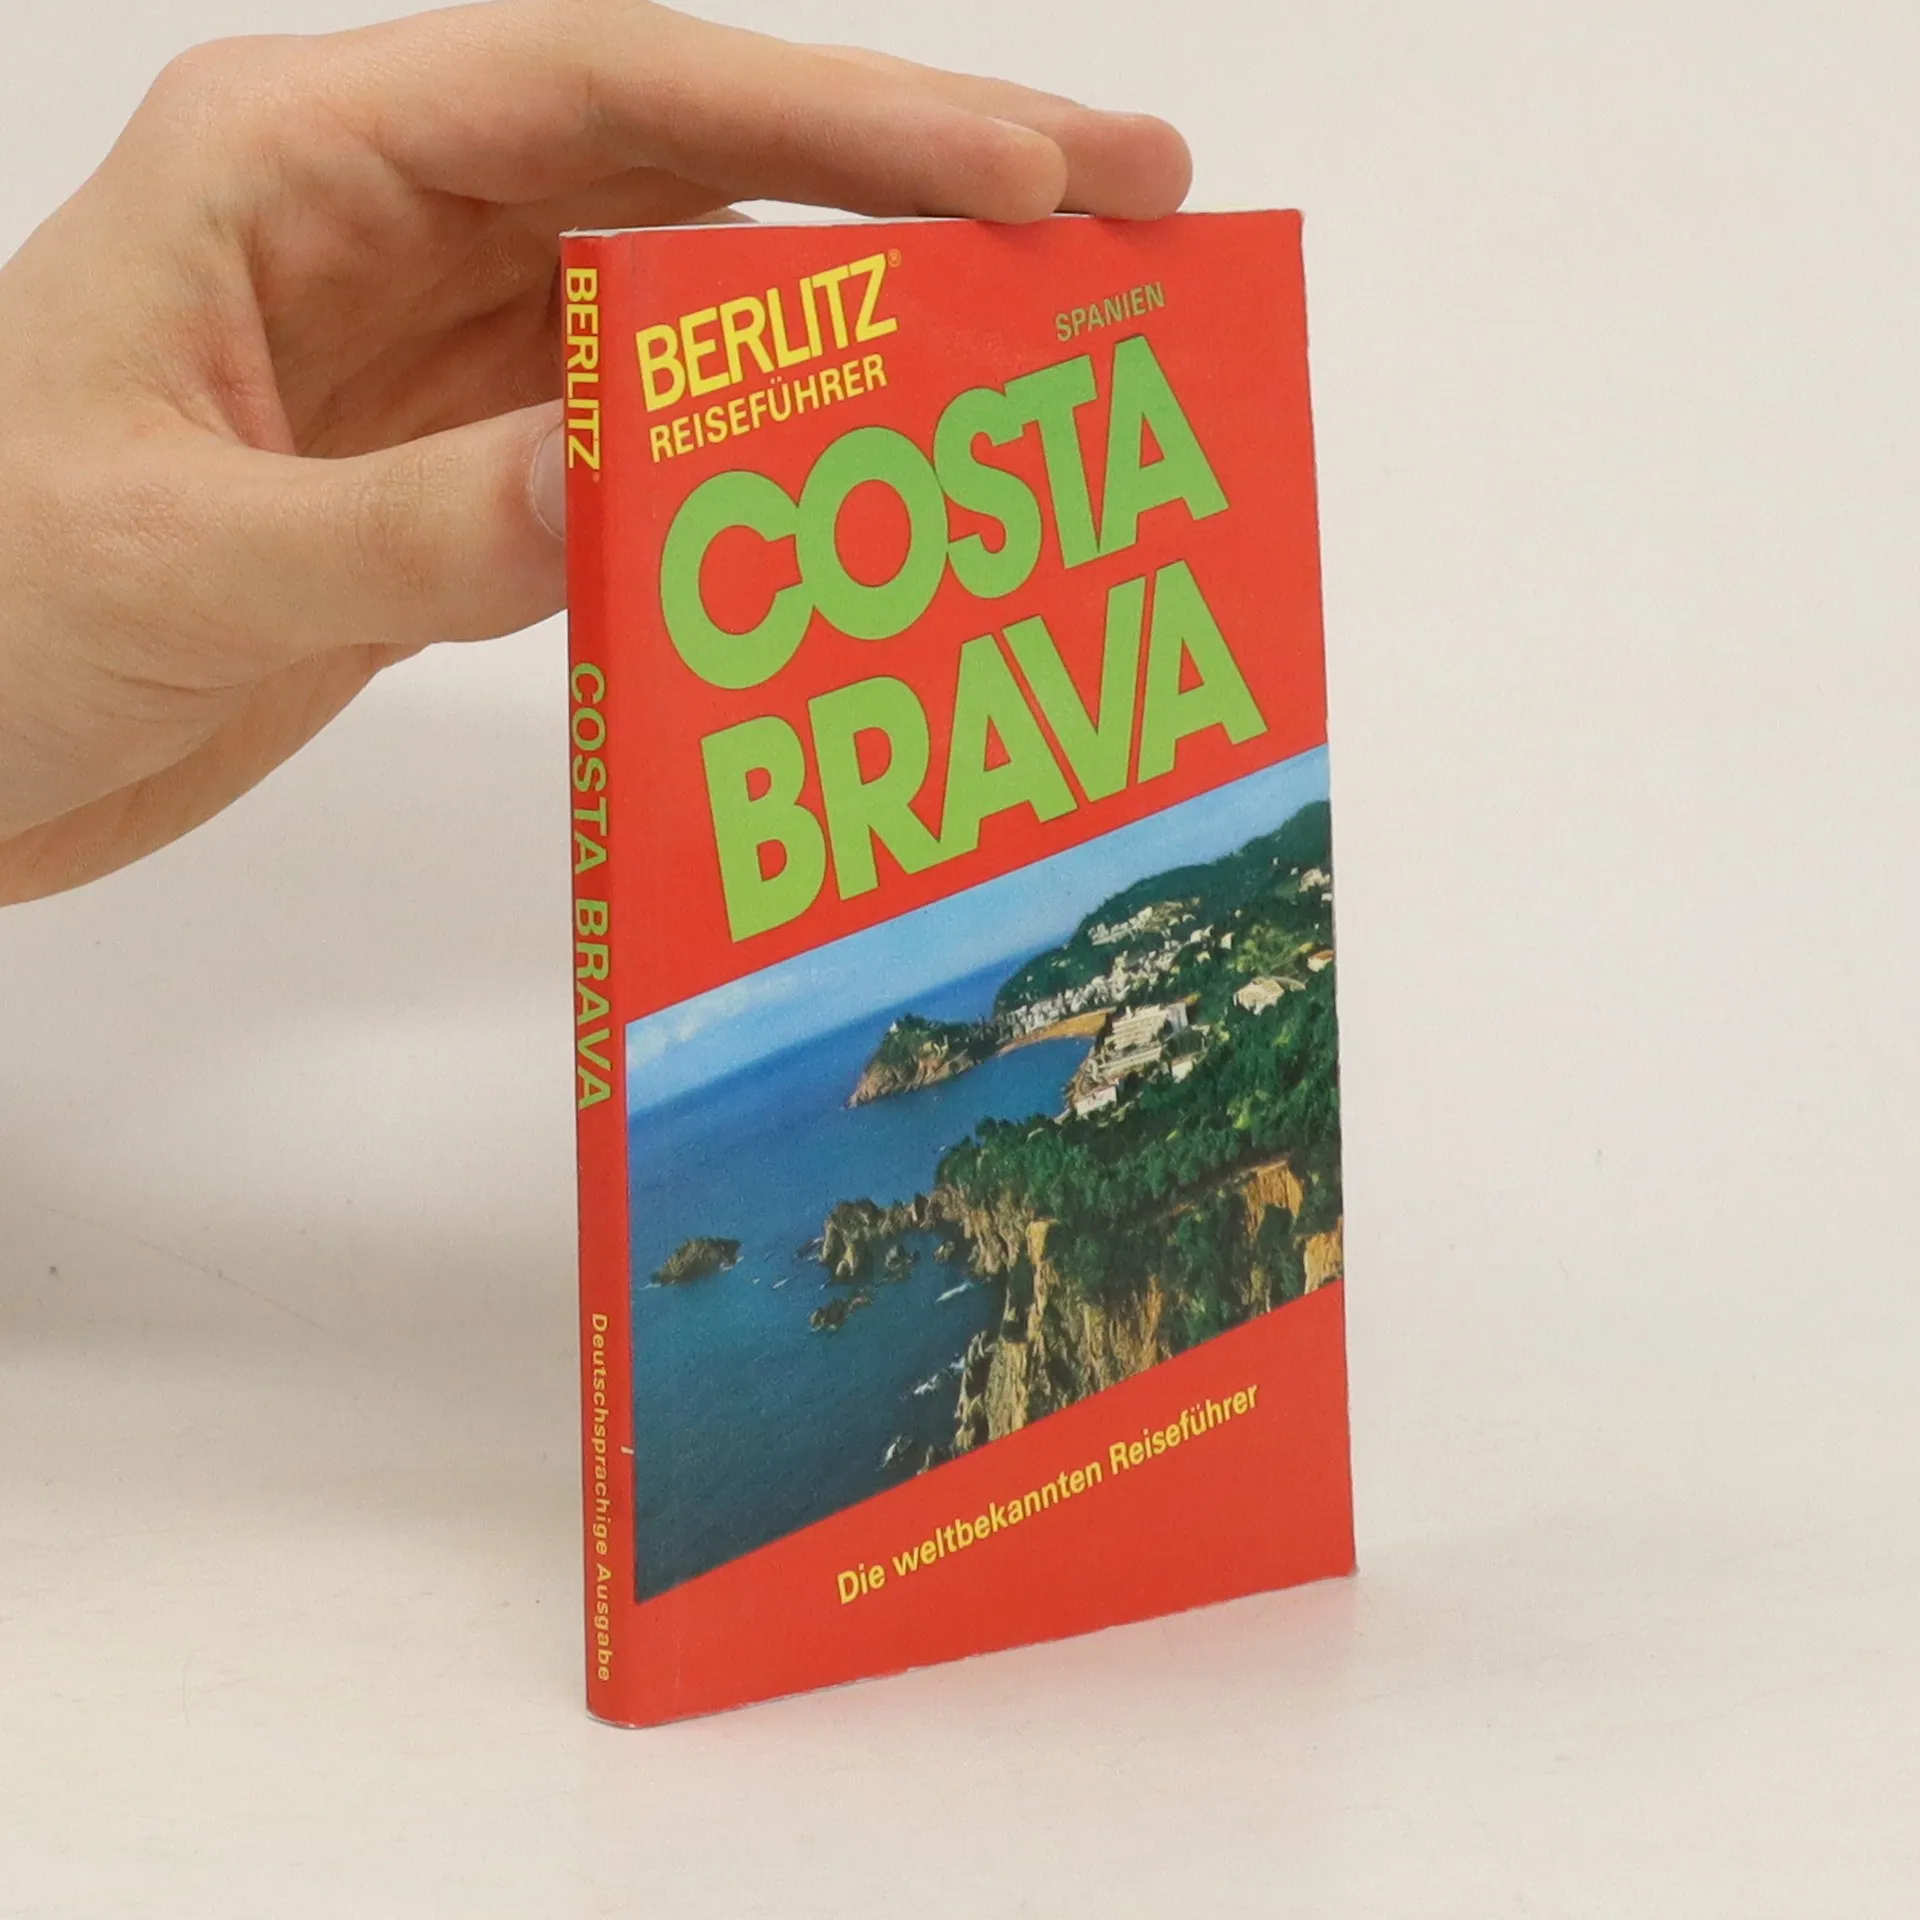 BERLITZ®
COSTA BRAVA
Deutschsprachige Ausgabe
BERLITZ®
REISEFÜHRER
SPANIEN
COSTA
BRAVA
Die weltbekannten Reiseführer